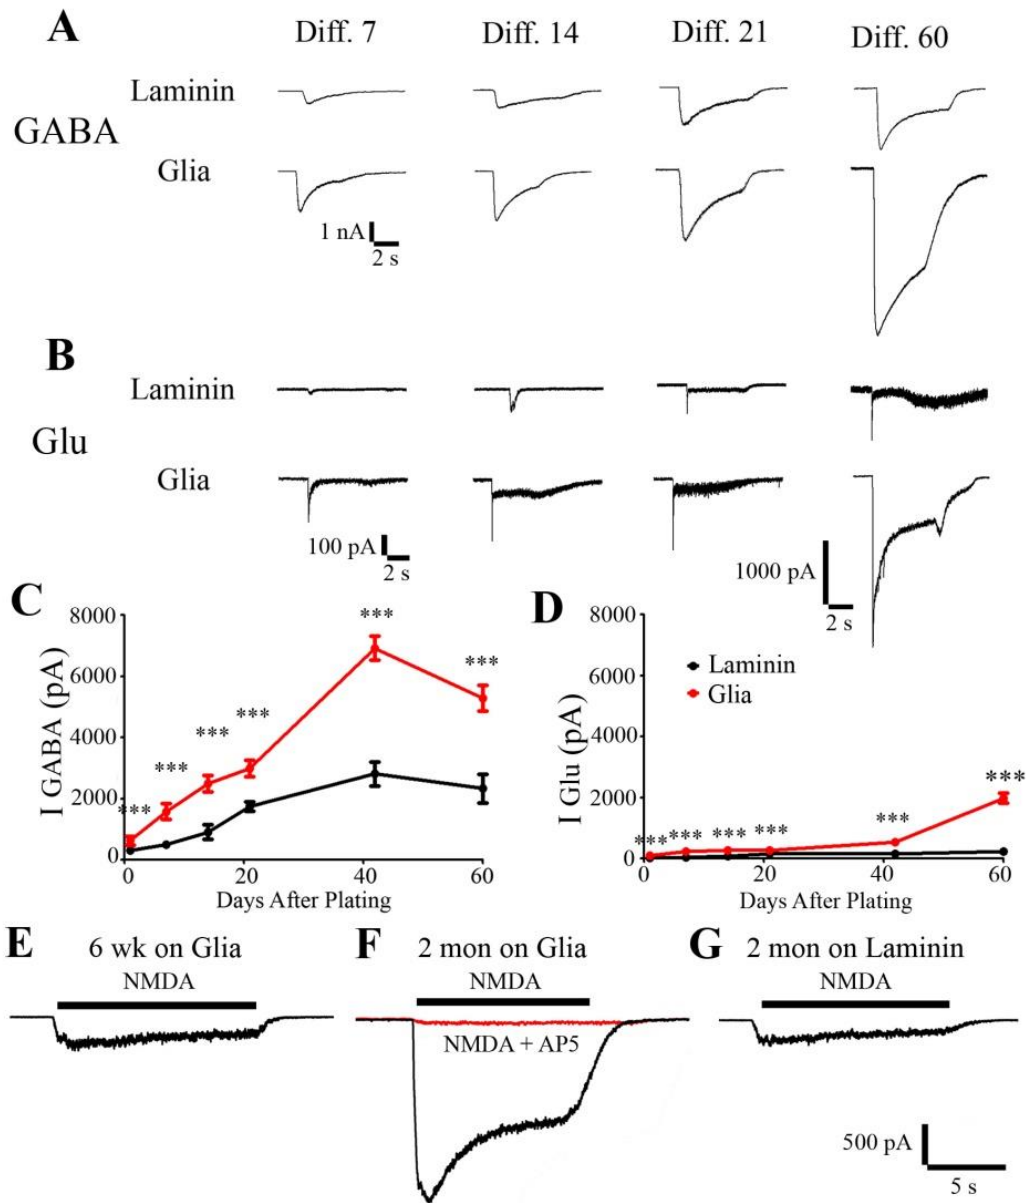 A
Diff. 7 Diff. 14 Diff. 21 Diff. 60
Laminin
GABA
Glia
1 nA
2 s
B
Laminin
Glu
Glia
100 pA
2 s
1000 pA
2 s
C
8000
6000
4000
2000
0
I GABA (pA)
***
***
***
***
***
***
0 20 40 60
Days After Plating
D
8000
6000
4000
2000
0
I Glu (pA)
Laminin
Glia
***
***
***
***
***
***
0 20 40 60
Days After Plating
E
6 wk on Glia
NMDA
F
2 mon on Glia
NMDA
NMDA + AP5
G
2 mon on Laminin
NMDA
500 pA
5 s